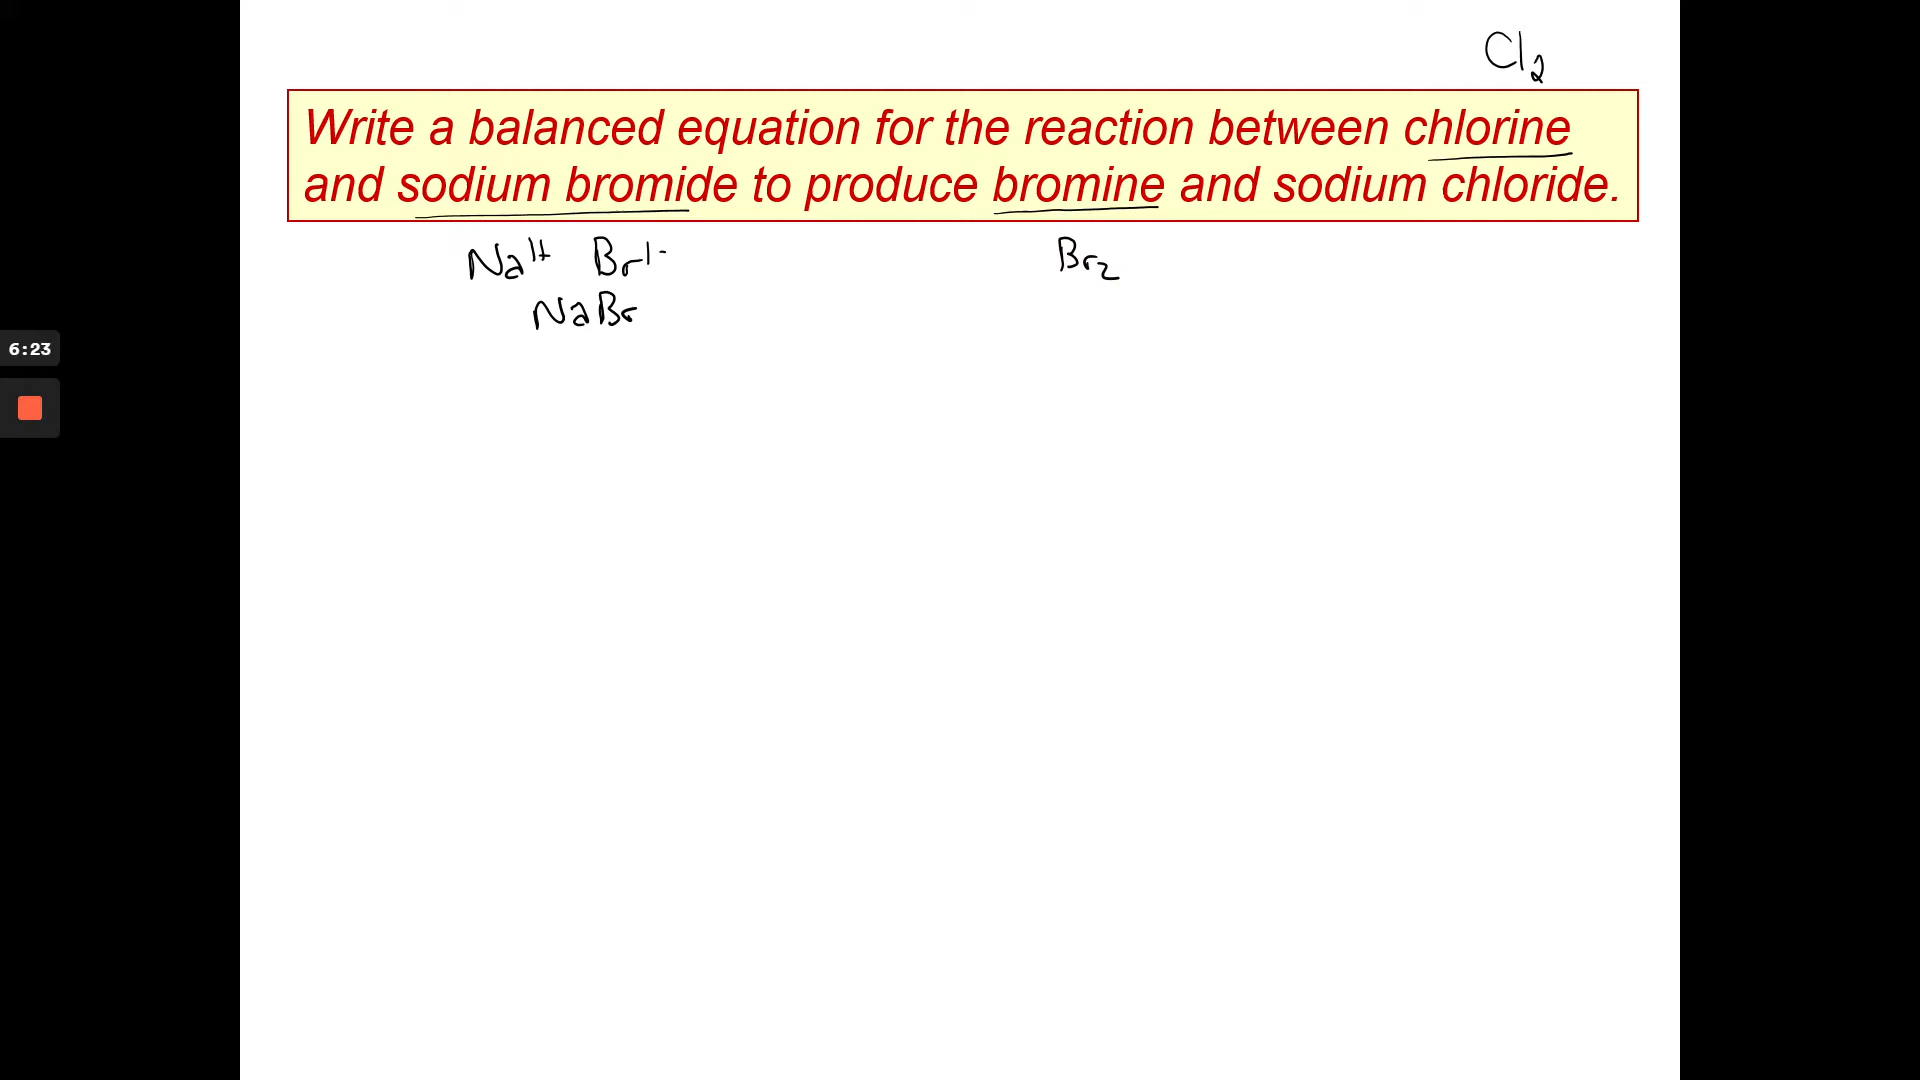 Cl₂
Write a balanced equation for the reaction between chlorine
and sodium bromide to produce bromine and sodium chloride.
Na¹⁺ Br¹⁻ Br₂
NaBr
6:23